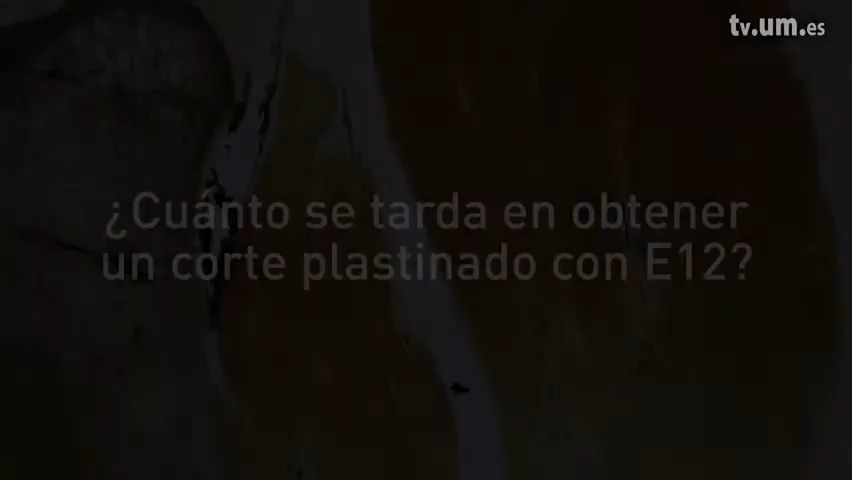 tv.um.es
¿Cuánto se tarda en obtener
un corte plastinado con E12?